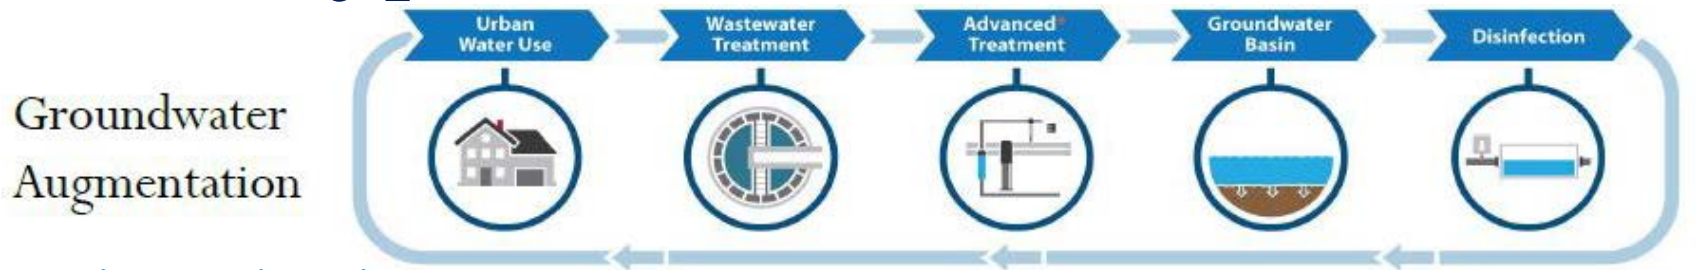 Urban
Water Use
Wastewater
Treatment
Advanced*
Treatment
Groundwater
Basin
Disinfection
Groundwater
Augmentation